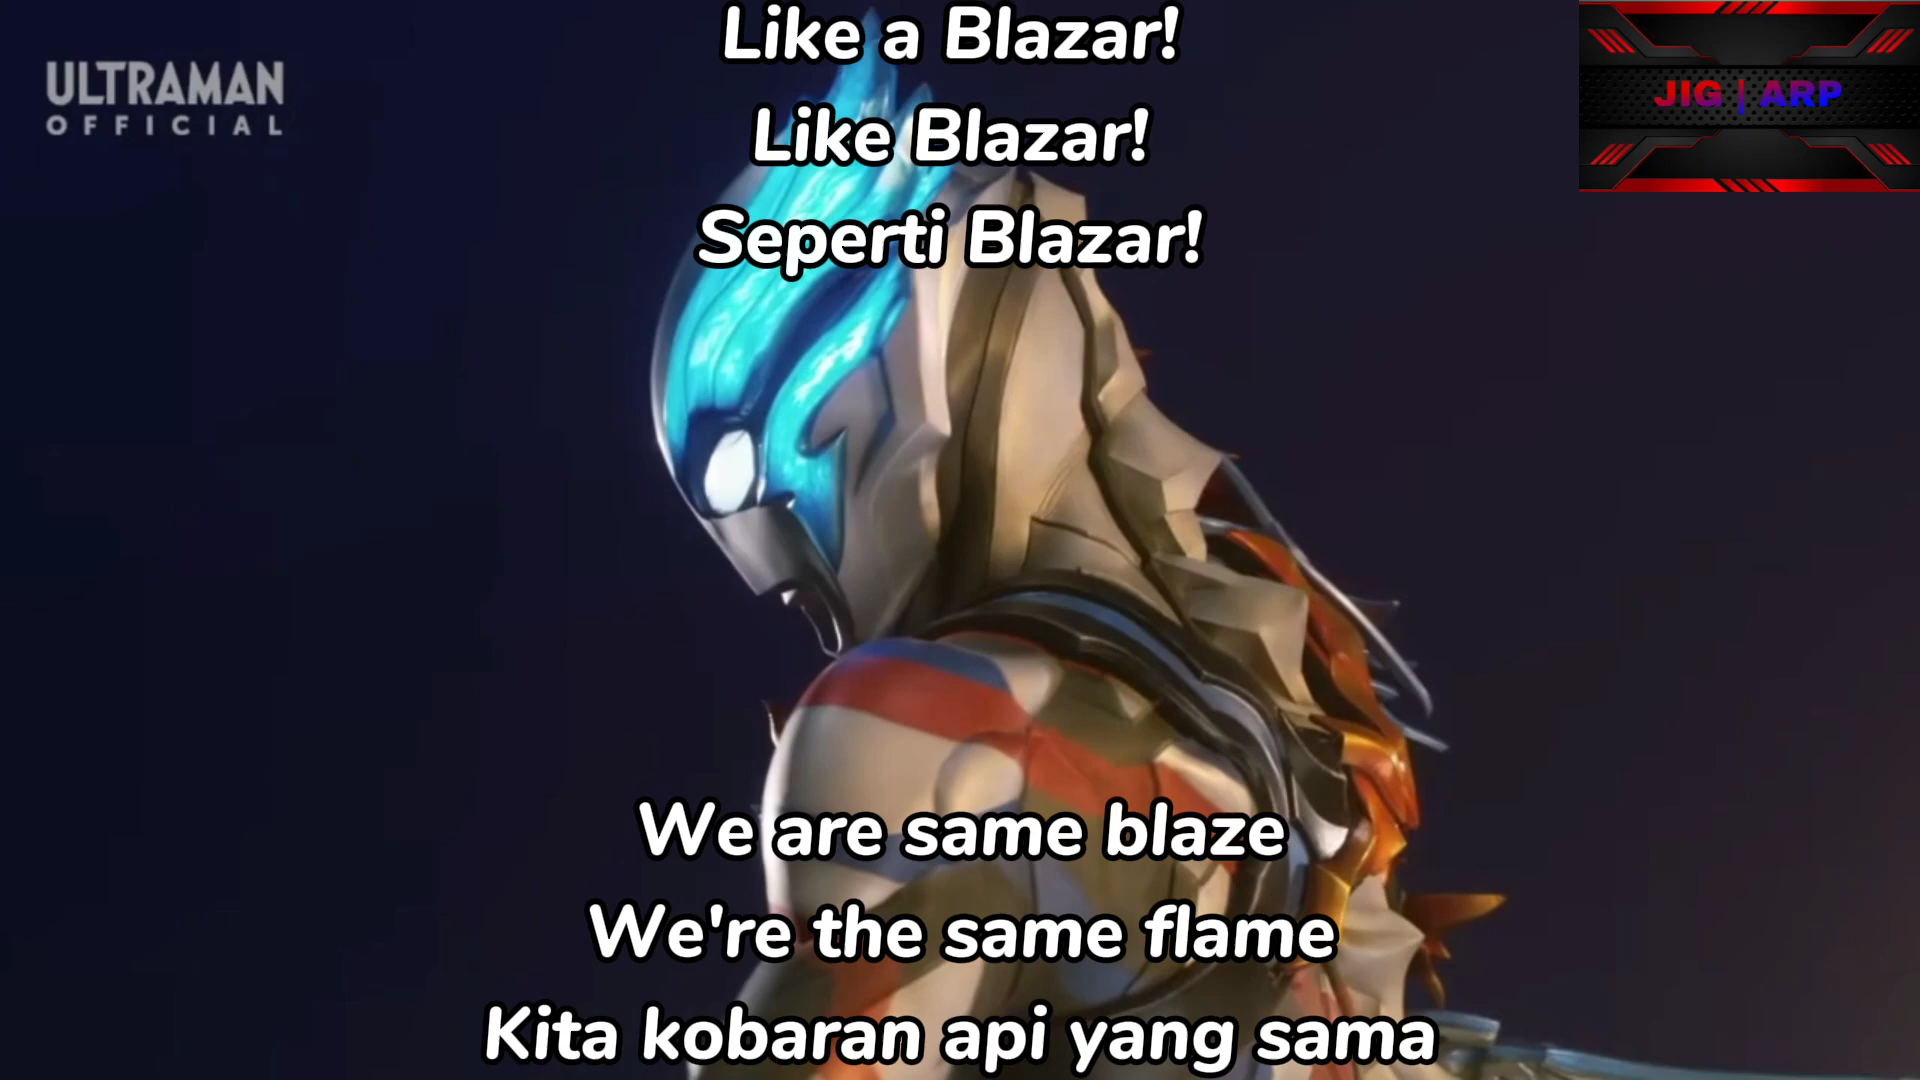 Like a Blazar!
ULTRAMAN
OFFICIAL
JIG | ARP
Like Blazar!
Seperti Blazar!
We are same blaze
We're the same flame
Kita kobaran api yang sama